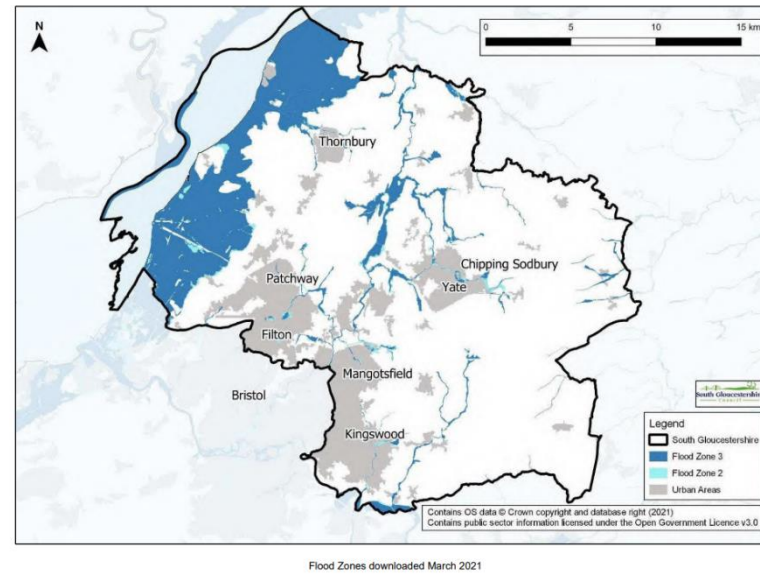 N
0 5 10 15 km
Thornbury
Chipping Sodbury
Patchway
Yate
Filton
Mangotsfield
Bristol
Kingswood
South Gloucestershire
Legend
South Gloucestershire
Flood Zone 3
Flood Zone 2
Urban Areas
Contains OS data © Crown copyright and database right (2021)
Contains public sector information licensed under the Open Government Licence v3.0
Flood Zones downloaded March 2021